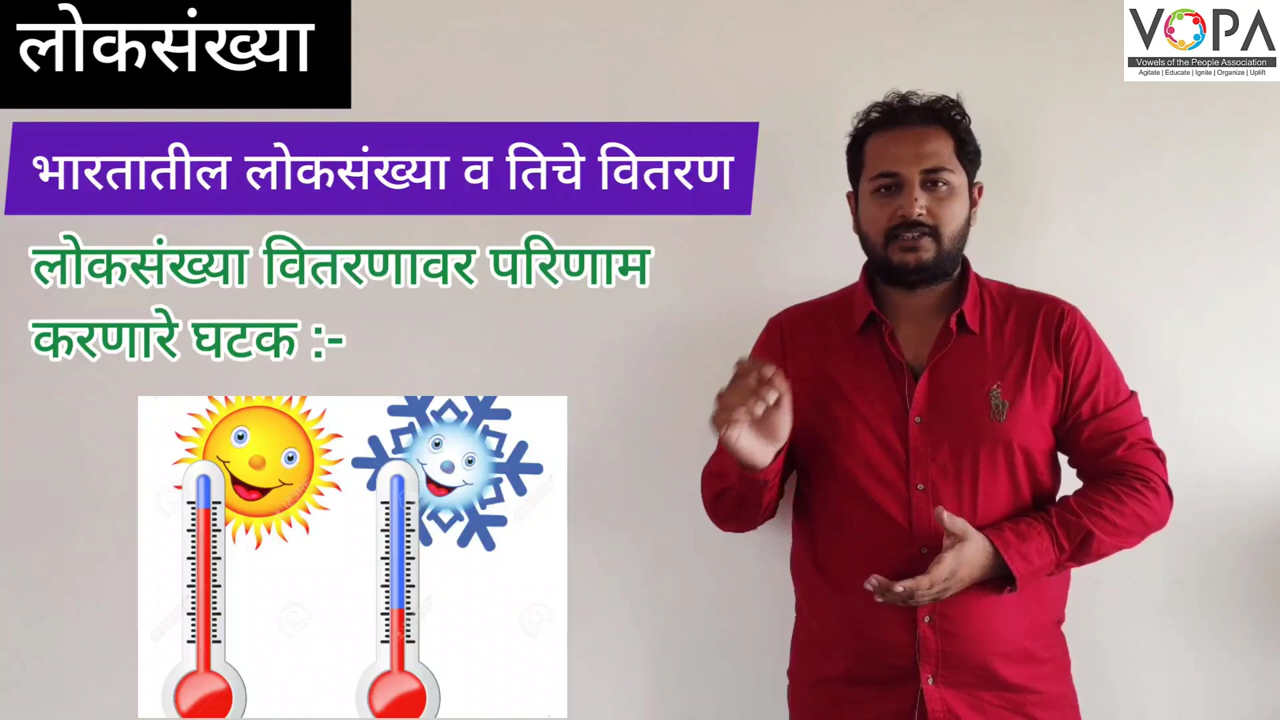 लोकसंख्या
VOPA
Vowels of the People Association
Agitate | Educate | Ignite | Organize | Uplift
भारतातील लोकसंख्या व तिचे वितरण
लोकसंख्या वितरणावर परिणाम
करणारे घटक :-